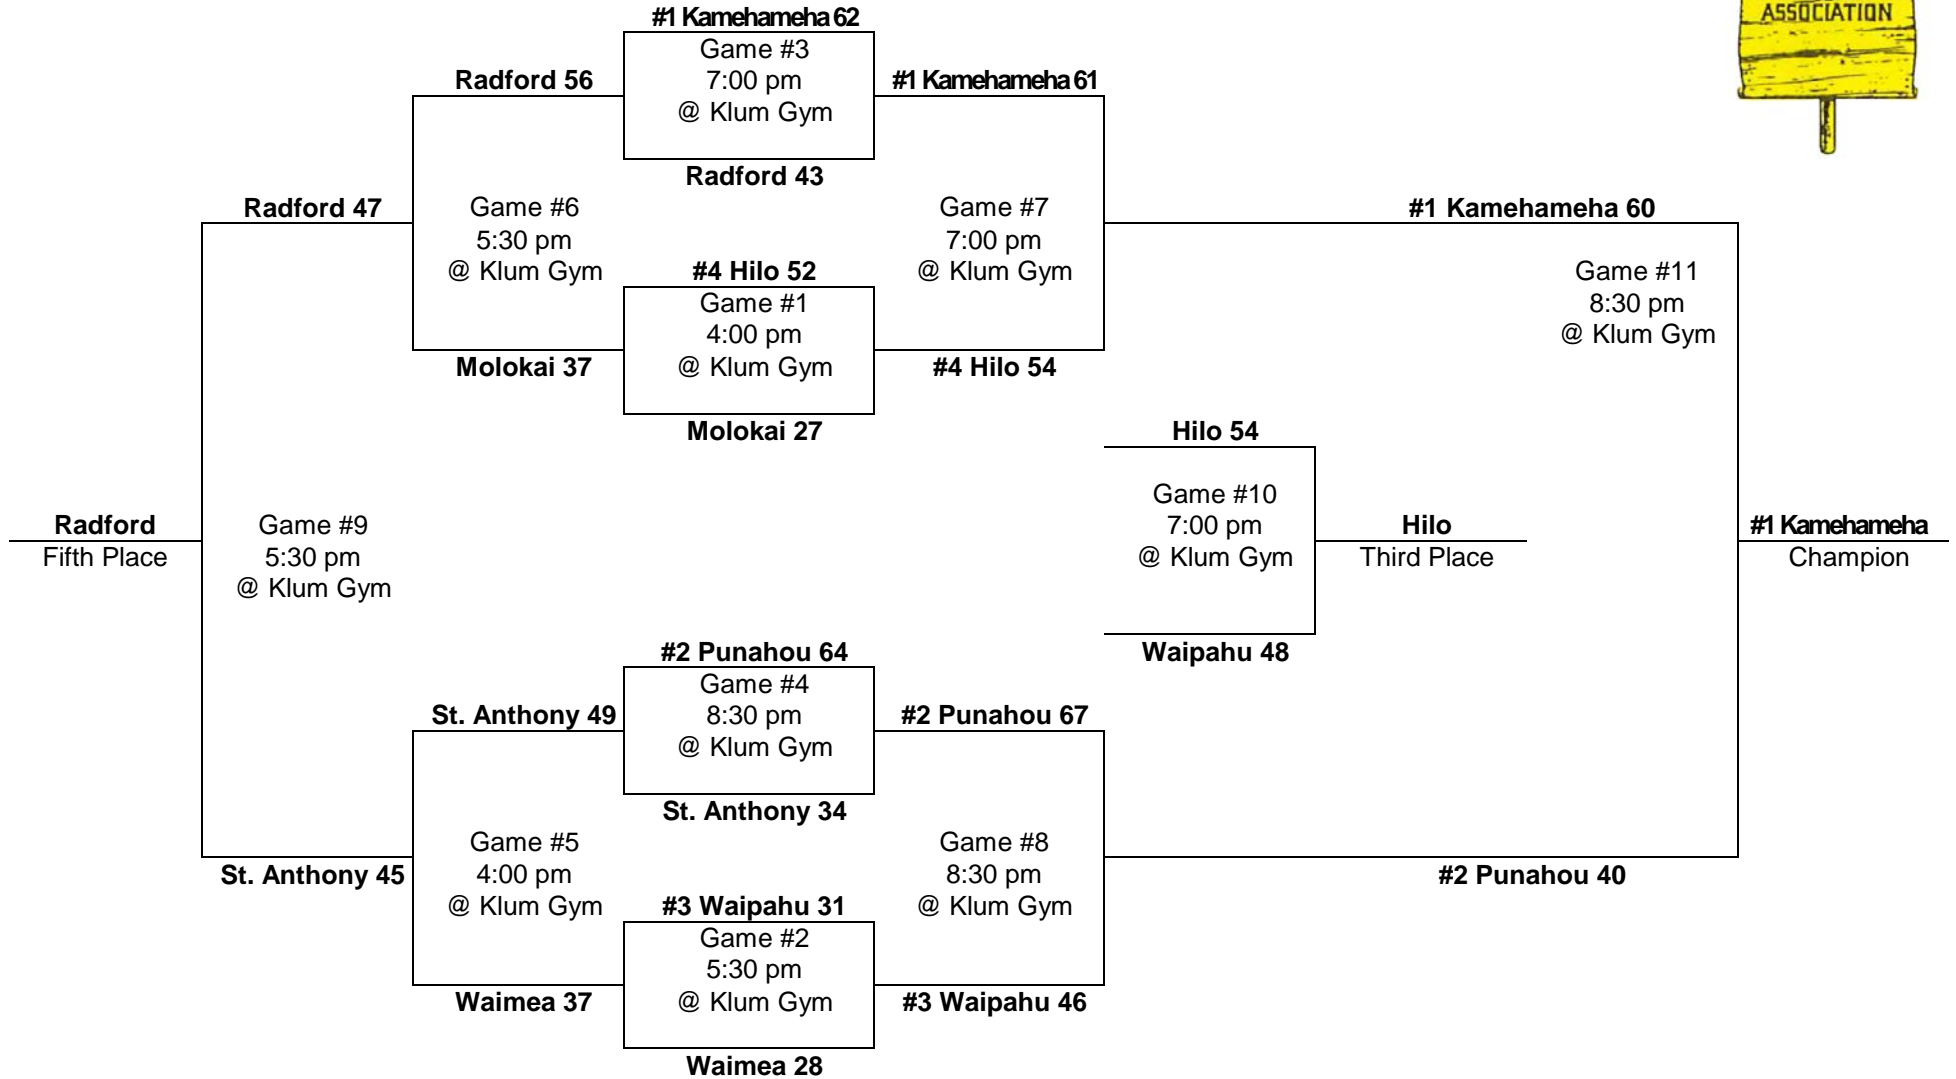 ASSOCIATION
#1 Kamehameha 62
Game #3
7:00 pm
@ Klum Gym
Radford 43
Radford 56
Game #6
5:30 pm
@ Klum Gym
Molokai 37
#4 Hilo 52
Game #1
4:00 pm
@ Klum Gym
Molokai 27
#1 Kamehameha 61
Game #7
7:00 pm
@ Klum Gym
#4 Hilo 54
Radford 47
Game #9
5:30 pm
@ Klum Gym
St. Anthony 45
Radford
Fifth Place
#1 Kamehameha 60
Game #11
8:30 pm
@ Klum Gym
#2 Punahou 40
#1 Kamehameha
Champion
Hilo 54
Game #10
7:00 pm
@ Klum Gym
Waipahu 48
Hilo
Third Place
#2 Punahou 64
Game #4
8:30 pm
@ Klum Gym
St. Anthony 34
St. Anthony 49
Game #5
4:00 pm
@ Klum Gym
Waimea 37
#3 Waipahu 31
Game #2
5:30 pm
@ Klum Gym
Waimea 28
#2 Punahou 67
Game #8
8:30 pm
@ Klum Gym
#3 Waipahu 46